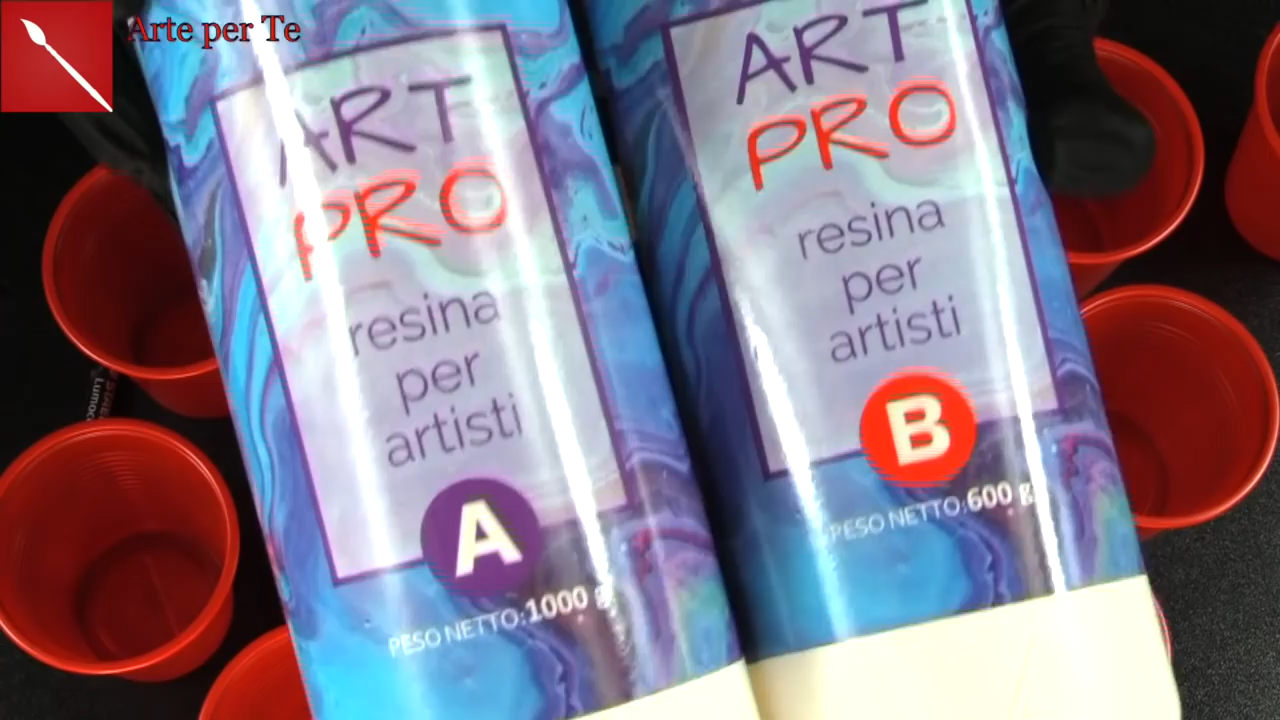 Arte per Te
ART
PRO
resina
per
artisti
A
PESO NETTO:1000 g
ART
PRO
resina
per
artisti
B
PESO NETTO:600 g